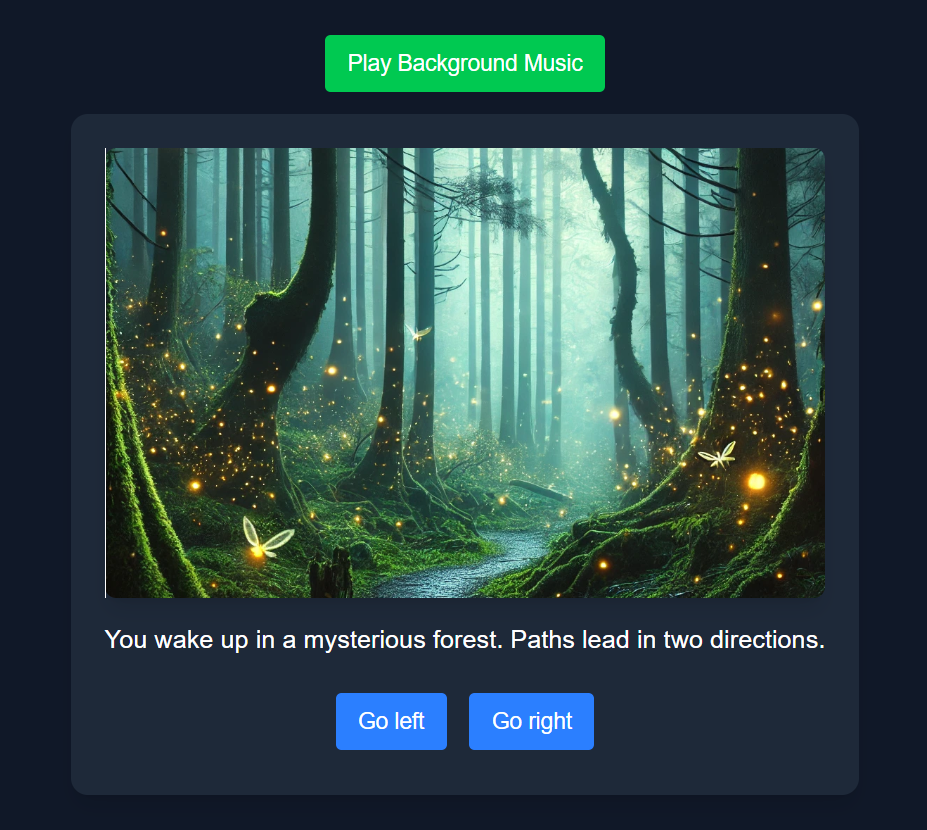 Play Background Music
You wake up in a mysterious forest. Paths lead in two directions.
Go left
Go right